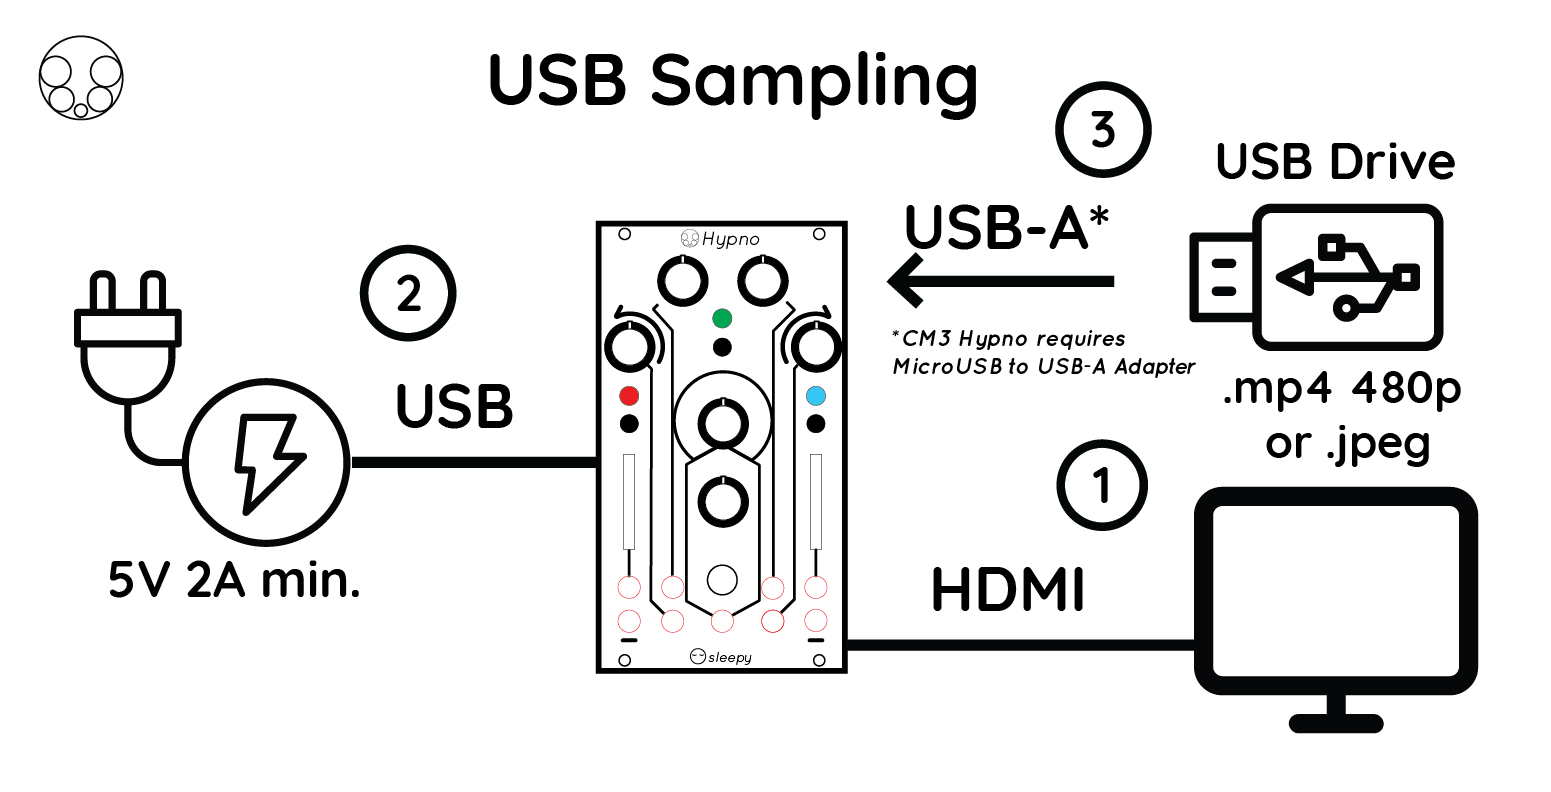 USB Sampling
3
USB Drive
USB-A*
Hypno
2
*CM3 Hypno requires
MicroUSB to USB-A Adapter
.mp4 480p
or .jpeg
USB
1
5V 2A min.
HDMI
sleepy